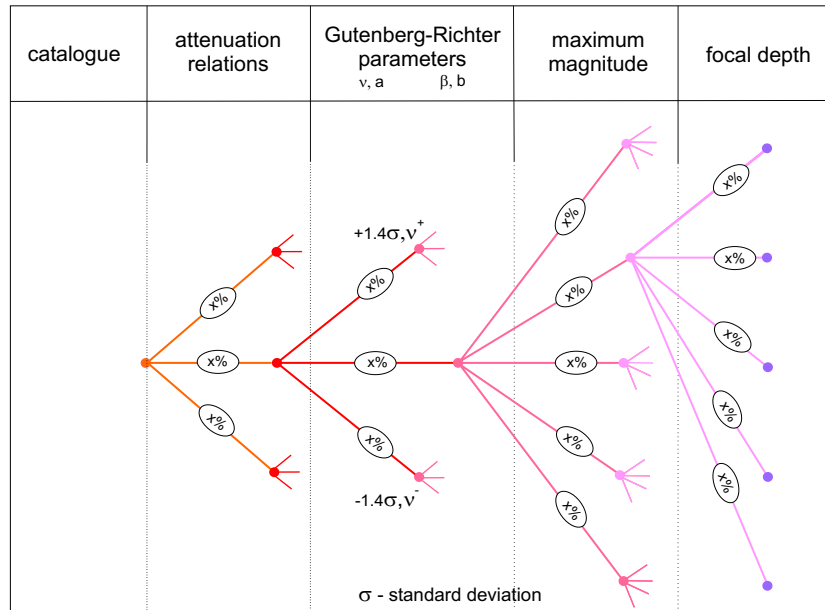 catalogue
attenuation
relations
Gutenberg-Richter
parameters
ν, a β, b
maximum
magnitude
focal depth
x%
x%
x%
+1.4σ,ν⁺
x%
x%
x%
-1.4σ,ν⁻
x%
x%
x%
x%
x%
x%
x%
x%
x%
x%
σ - standard deviation